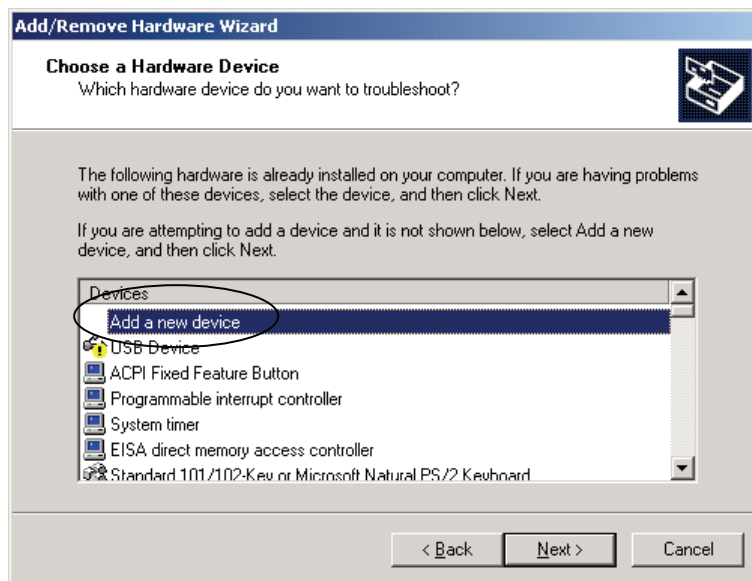 Add/Remove Hardware Wizard
Choose a Hardware Device
Which hardware device do you want to troubleshoot?
The following hardware is already installed on your computer. If you are having problems
with one of these devices, select the device, and then click Next.
If you are attempting to add a device and it is not shown below, select Add a new
device, and then click Next.
Devices
Add a new device
USB Device
ACPI Fixed Feature Button
Programmable interrupt controller
System timer
EISA direct memory access controller
Standard 101/102-Key or Microsoft Natural PS/2 Keyboard
< Back Next > Cancel